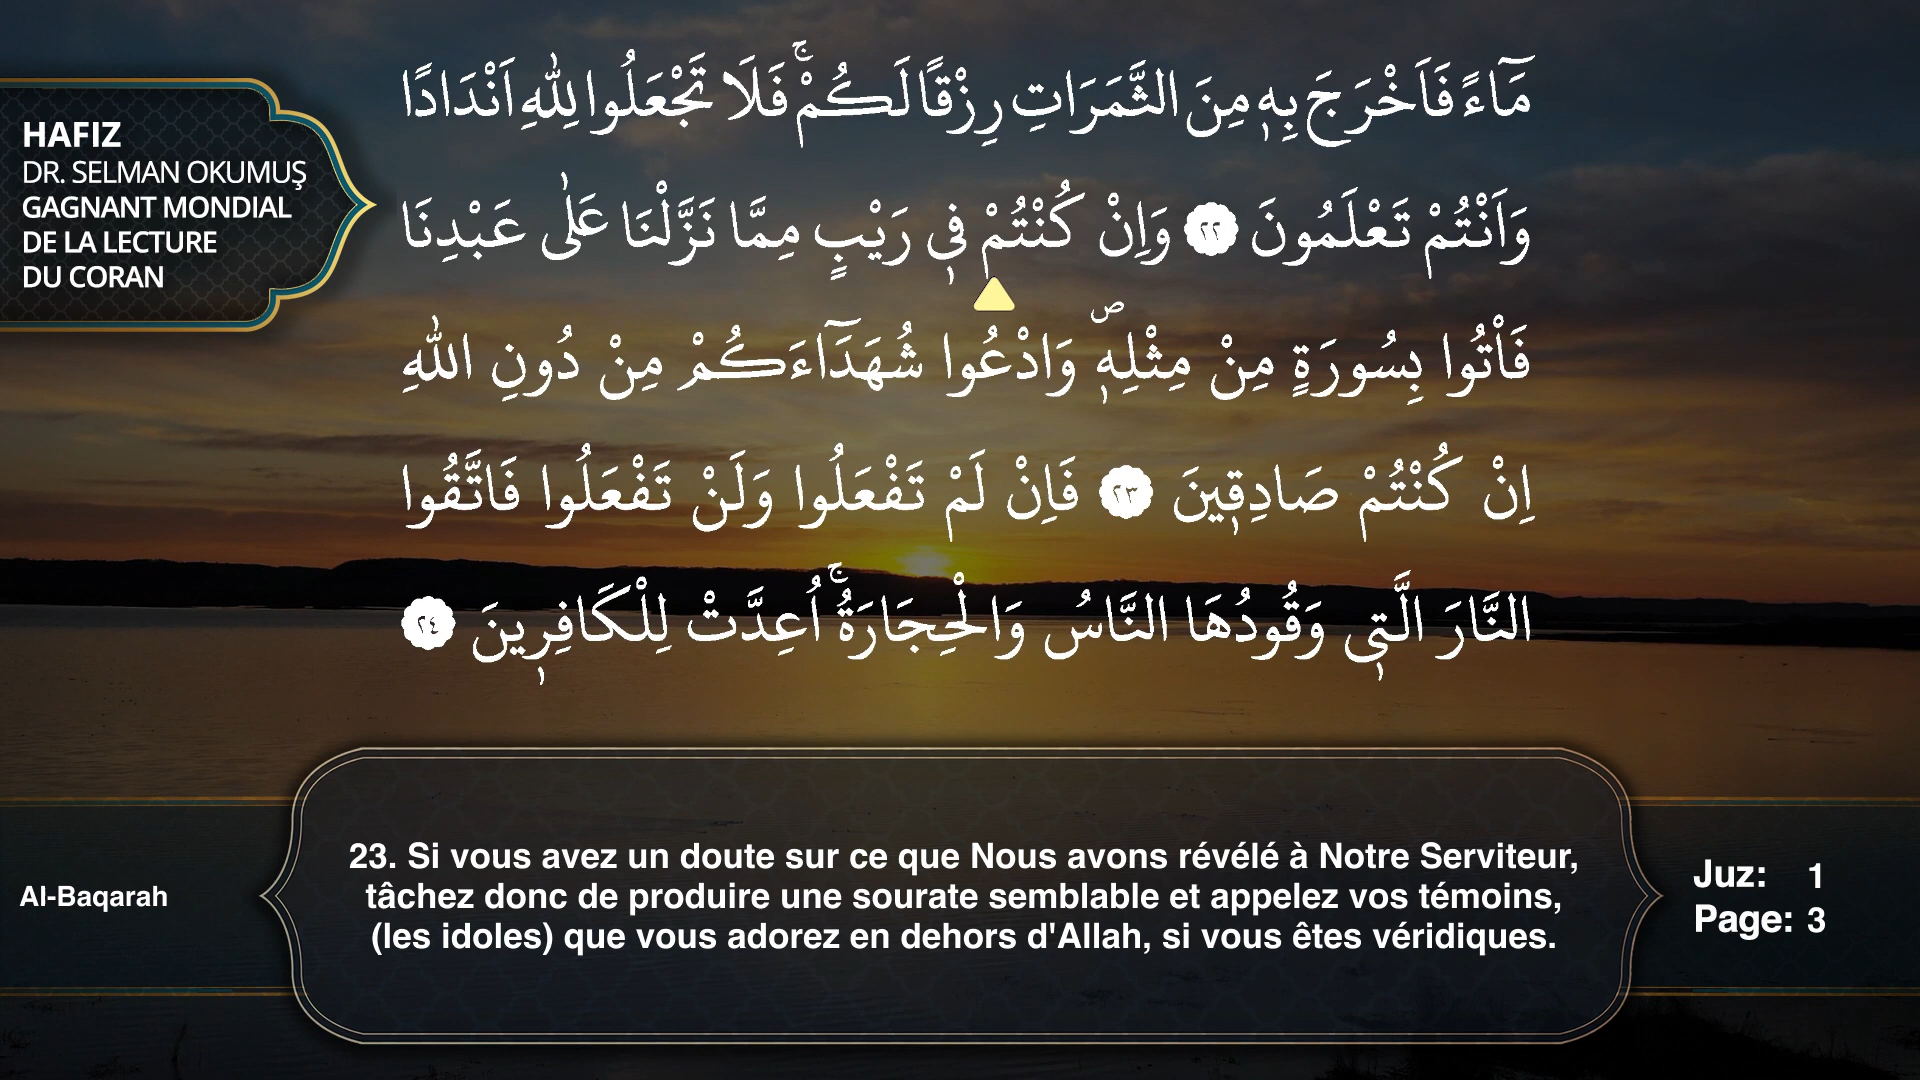 HAFIZ
DR. SELMAN OKUMUŞ
GAGNANT MONDIAL
DE LA LECTURE
DU CORAN
مَٓاءً فَاَخْرَجَ بِه۪ مِنَ الثَّمَرَاتِ رِزْقًا لَكُمْۚ فَلَا تَجْعَلُوا لِلّٰهِ اَنْدَادًا
وَاَنْتُمْ تَعْلَمُونَ ٢٢ وَاِنْ كُنْتُمْ ف۪ي رَيْبٍ مِمَّا نَزَّلْنَا عَلٰى عَبْدِنَا
فَاْتُوا بِسُورَةٍ مِنْ مِثْلِه۪ۖ وَادْعُوا شُهَدَٓاءَكُمْ مِنْ دُونِ اللّٰهِ
اِنْ كُنْتُمْ صَادِق۪ينَ ٢٣ فَاِنْ لَمْ تَفْعَلُوا وَلَنْ تَفْعَلُوا فَاتَّقُوا
النَّارَ الَّت۪ي وَقُودُهَا النَّاسُ وَالْحِجَارَةُۚ اُعِدَّتْ لِلْكَافِر۪ينَ ٢٤
23. Si vous avez un doute sur ce que Nous avons révélé à Notre Serviteur,
tâchez donc de produire une sourate semblable et appelez vos témoins,
(les idoles) que vous adorez en dehors d'Allah, si vous êtes véridiques.
Al-Baqarah
Juz: 1
Page: 3